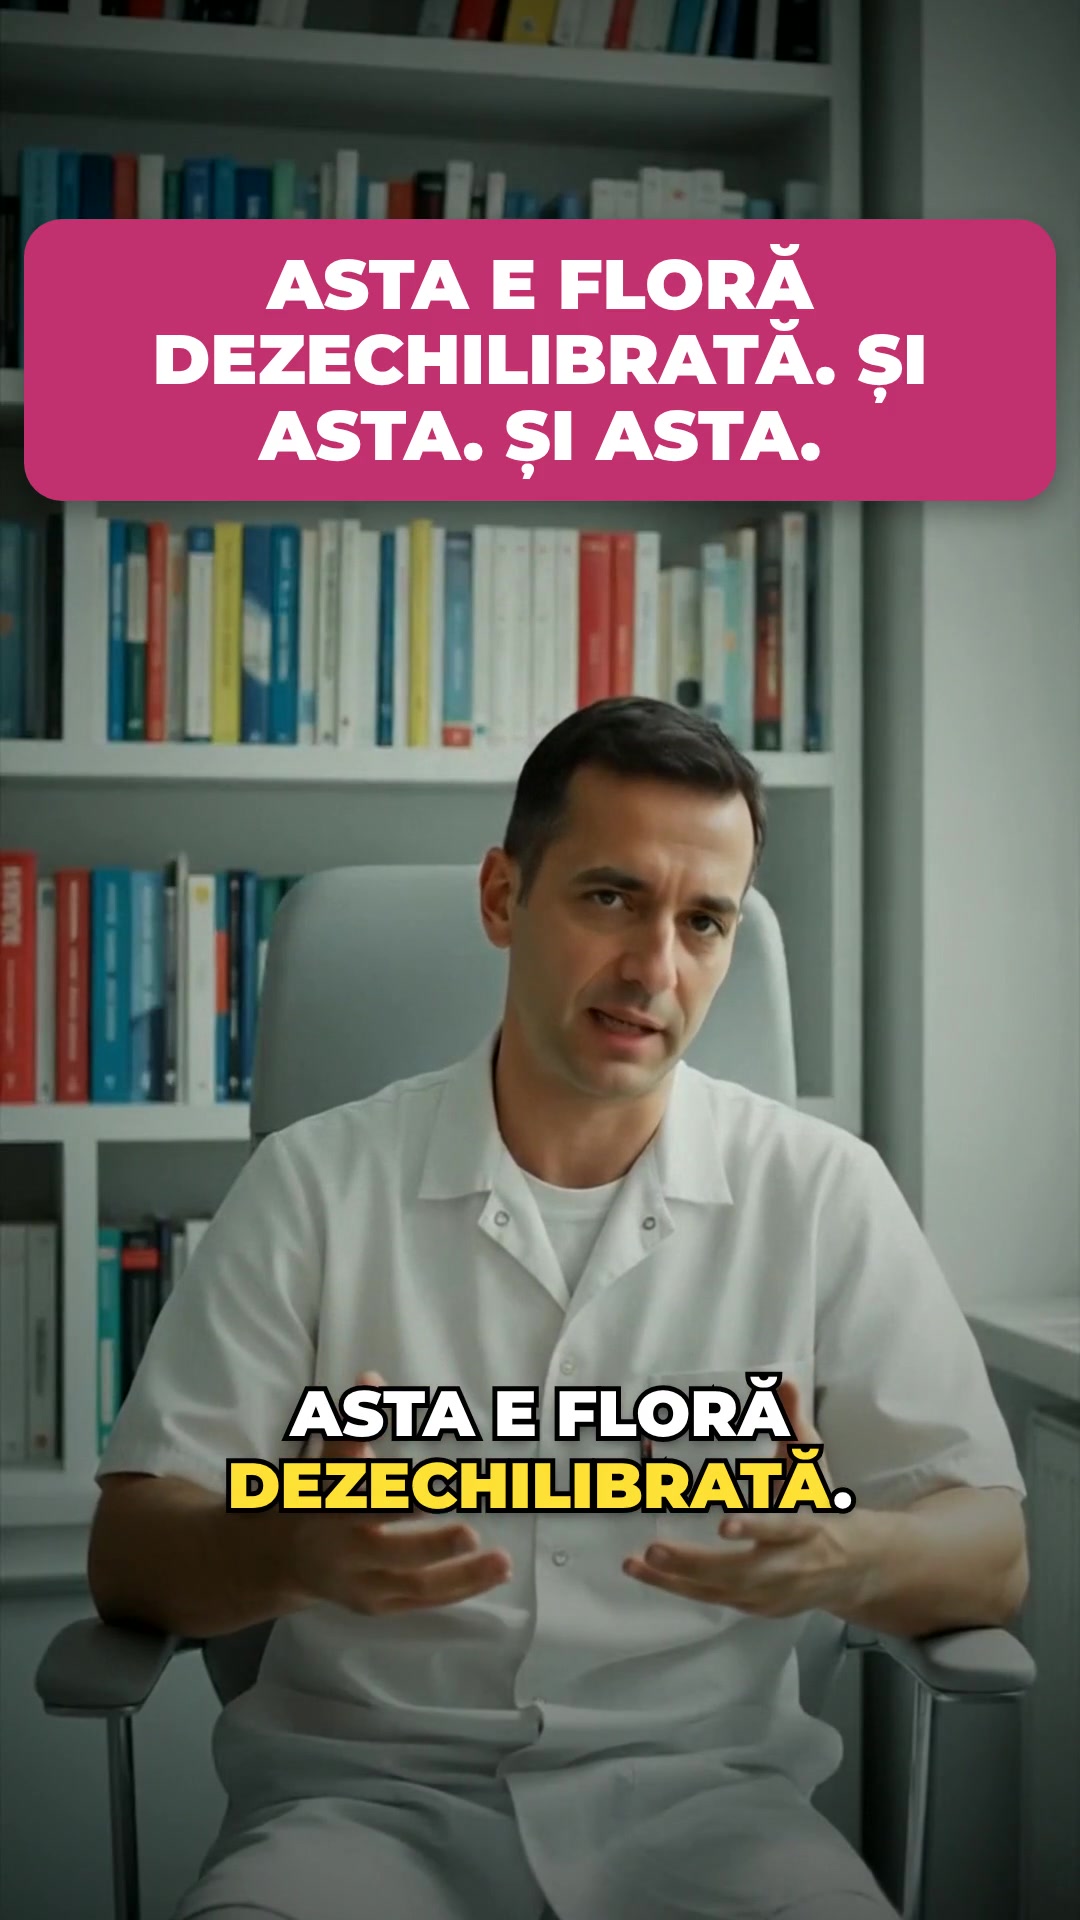 ASTA E FLORĂ
DEZECHILIBRATĂ. ȘI
ASTA. ȘI ASTA.
ASTA E FLORĂ
DEZECHILIBRATĂ.